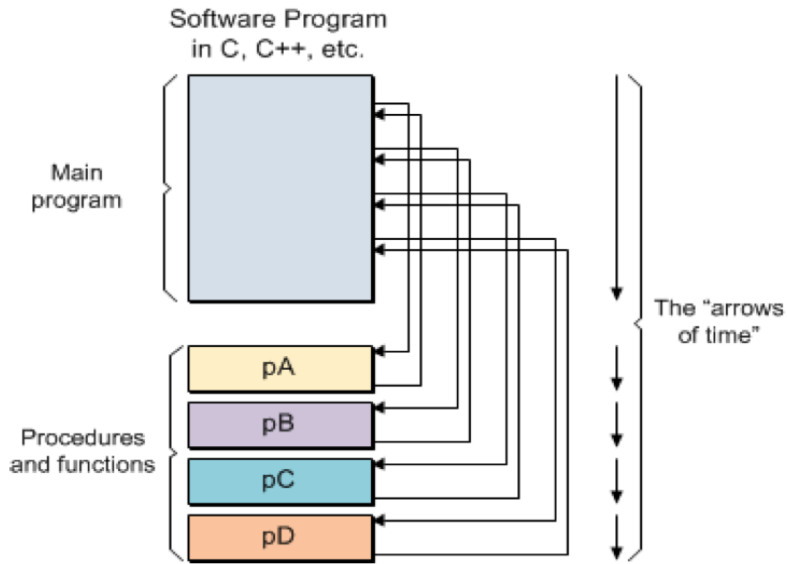 Software Program
in C, C++, etc.
Main
program
The “arrows
of time”
pA
pB
Procedures
and functions
pC
pD